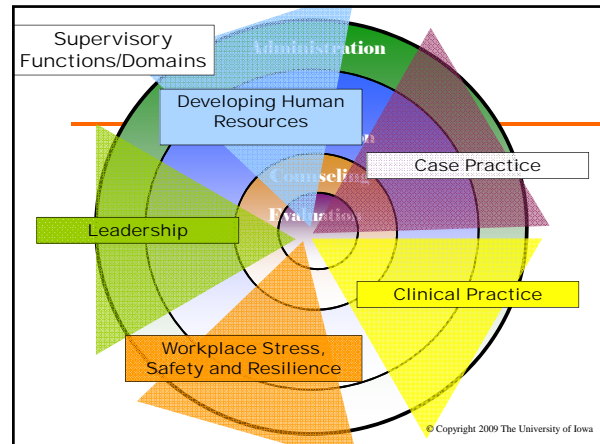 Supervisory
Functions/Domains
Administration
Developing Human
Resources
Case Practice
Counseling
Evaluation
Leadership
Clinical Practice
Workplace Stress,
Safety and Resilience
© Copyright 2009 The University of Iowa